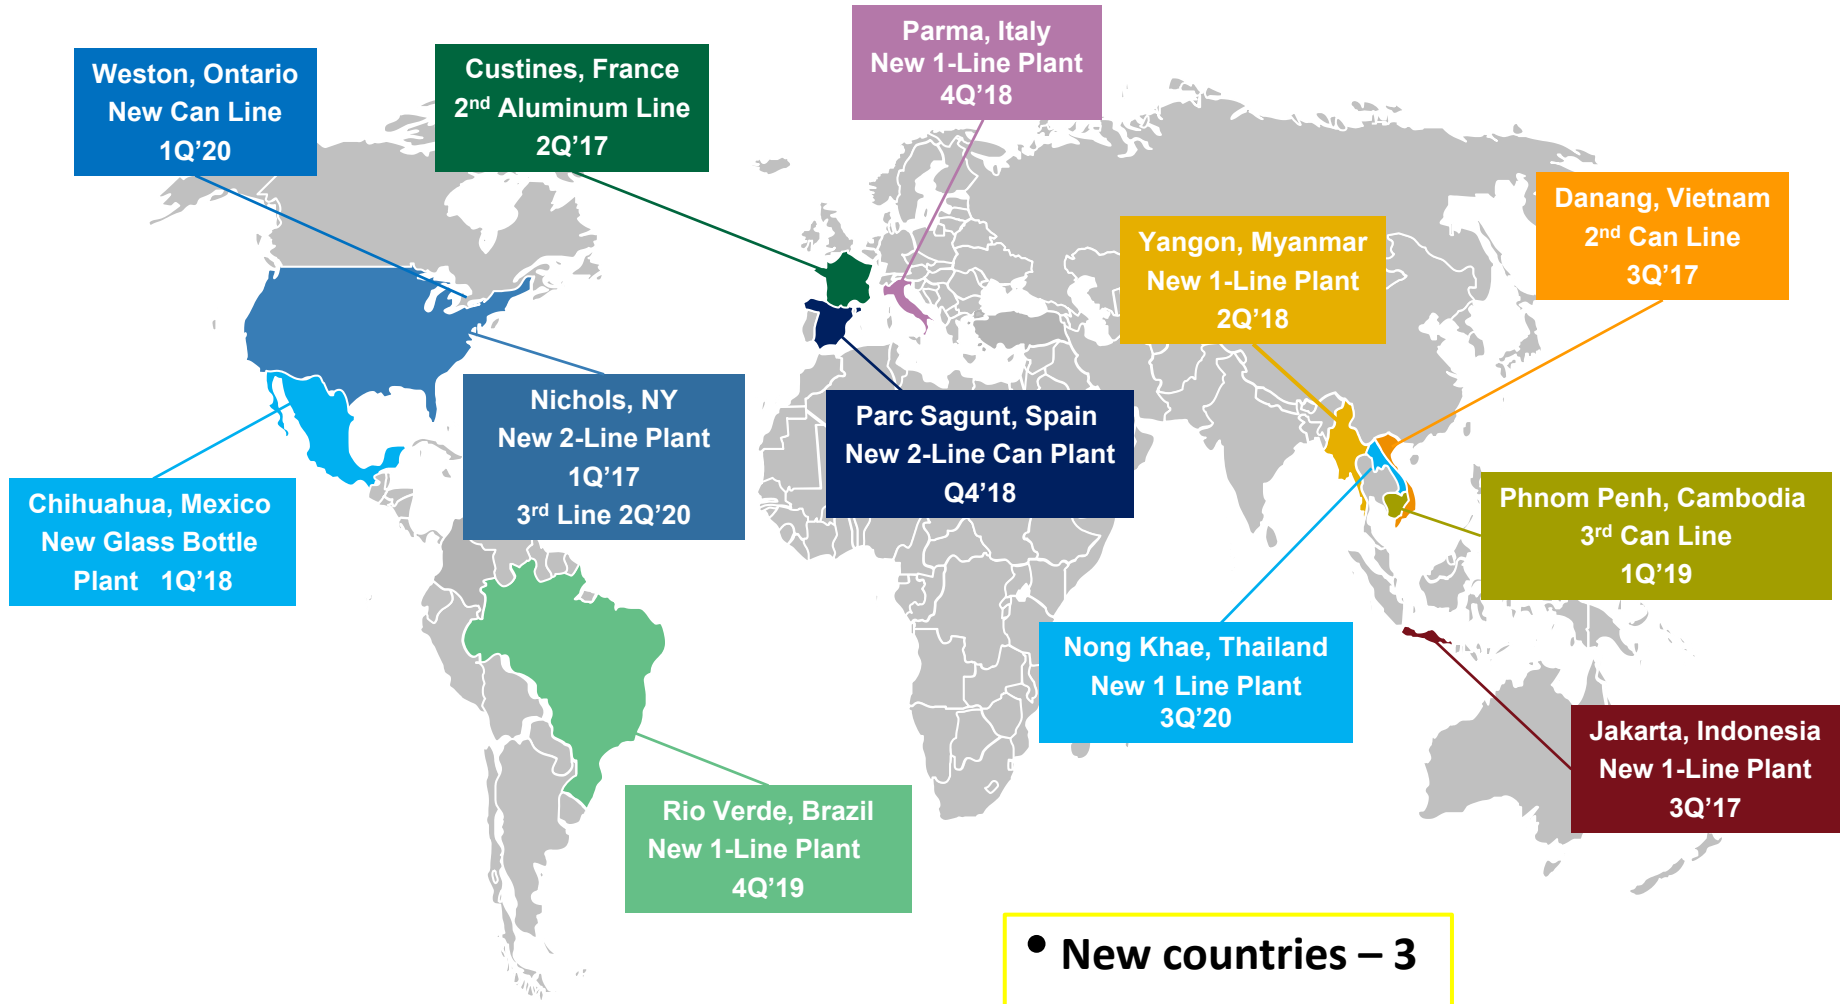 Parma, Italy
New 1-Line Plant
4Q’18
Weston, Ontario
New Can Line
1Q’20
Custines, France
2nd Aluminum Line
2Q’17
Danang, Vietnam
2nd Can Line
3Q’17
Yangon, Myanmar
New 1-Line Plant
2Q’18
Nichols, NY
New 2-Line Plant
1Q’17
3rd Line 2Q’20
Parc Sagunt, Spain
New 2-Line Can Plant
Q4’18
Chihuahua, Mexico
New Glass Bottle
Plant 1Q’18
Phnom Penh, Cambodia
3rd Can Line
1Q’19
Nong Khae, Thailand
New 1 Line Plant
3Q’20
Jakarta, Indonesia
New 1-Line Plant
3Q’17
Rio Verde, Brazil
New 1-Line Plant
4Q’19
• New countries – 3